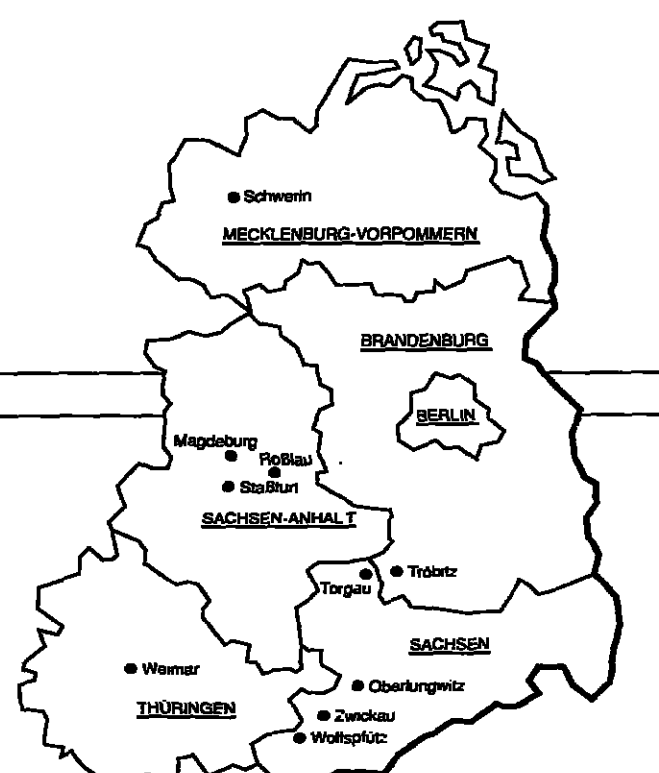 Schwerin
MECKLENBURG-VORPOMMERN
BRANDENBURG
BERLIN
Magdeburg
Roßlau
Staßfurt
SACHSEN-ANHALT
Torgau
Tröbitz
SACHSEN
Weimar
Oberlungwitz
THÜRINGEN
Zwickau
Wolfspfütz